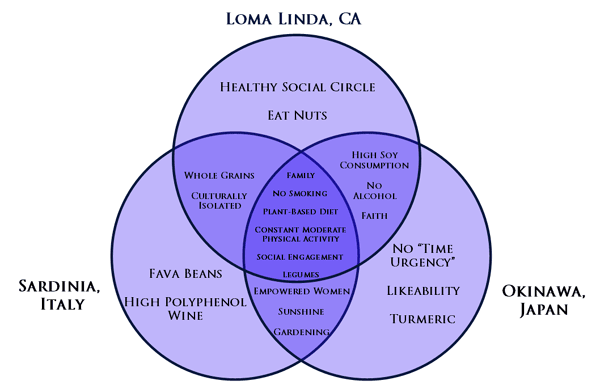 Loma Linda, CA
Healthy Social Circle
Eat Nuts
Whole Grains
Culturally
Isolated
Family
No Smoking
Plant-Based Diet
Constant Moderate
Physical Activity
Social Engagement
Legumes
High Soy
Consumption
No
Alcohol
Faith
Sardinia,
Italy
Fava Beans
High Polyphenol
Wine
Empowered Women
Sunshine
Gardening
No "Time
Urgency"
Likeability
Turmeric
Okinawa,
Japan